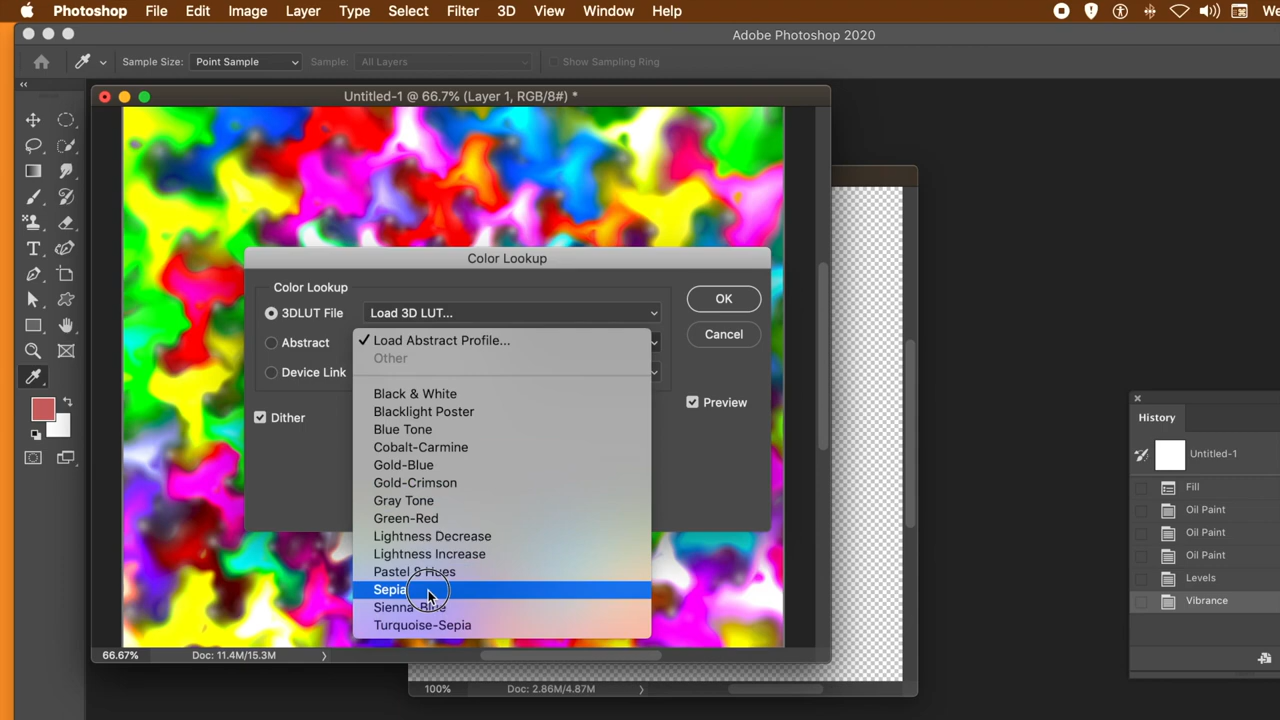 Photoshop File Edit Image Layer Type Select Filter 3D View Window Help We
Adobe Photoshop 2020
Sample Size: Point Sample Sample: All Layers Show Sampling Ring
Untitled-1 @ 66.7% (Layer 1, RGB/8#) *
Color Lookup
Color Lookup
3DLUT File Load 3D LUT...
OK
Abstract
Device Link
Dither
Cancel
Preview
Load Abstract Profile...
Other
Black & White
Blacklight Poster
Blue Tone
Cobalt-Carmine
Gold-Blue
Gold-Crimson
Gray Tone
Green-Red
Lightness Decrease
Lightness Increase
Pastel 8 Hues
Sepia
Sienna-Blue
Turquoise-Sepia
66.67% Doc: 11.4M/15.3M
100% Doc: 2.86M/4.87M
History
Untitled-1
Fill
Oil Paint
Oil Paint
Oil Paint
Levels
Vibrance